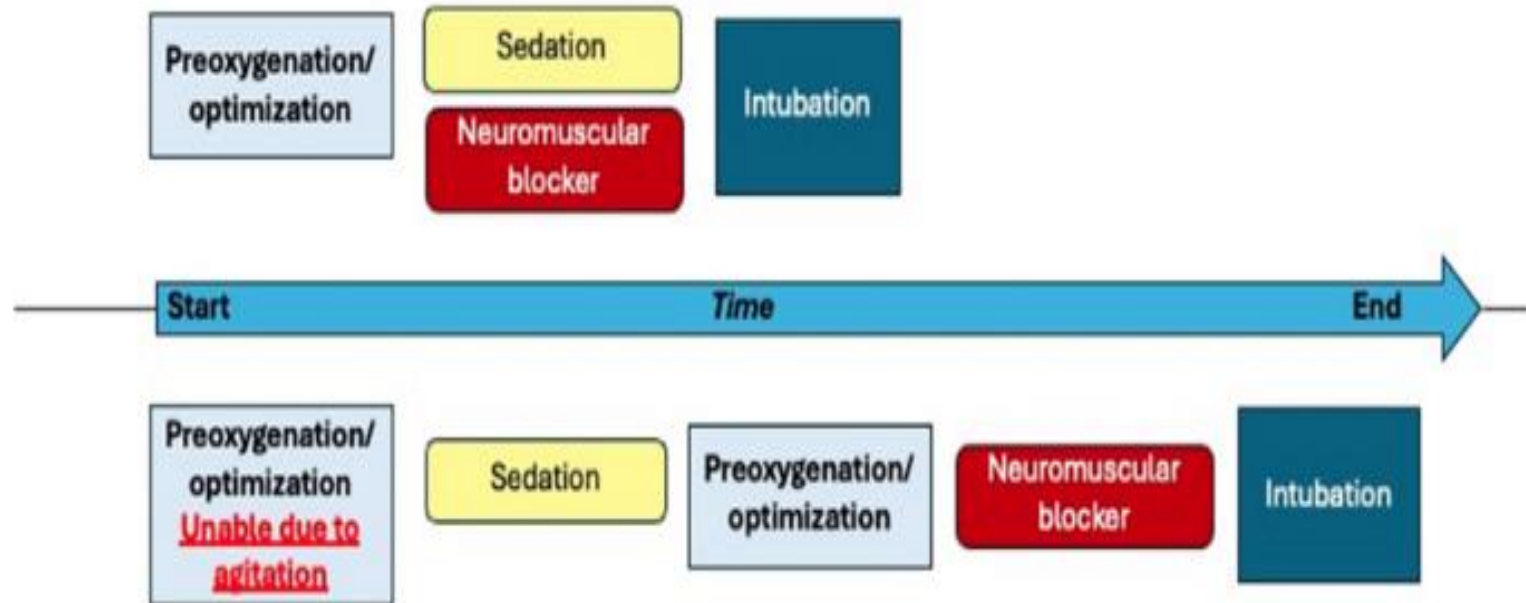 Preoxygenation/
optimization
Sedation
Neuromuscular
blocker
Intubation
Start
Time
End
Preoxygenation/
optimization
Unable due to
agitation
Sedation
Preoxygenation/
optimization
Neuromuscular
blocker
Intubation